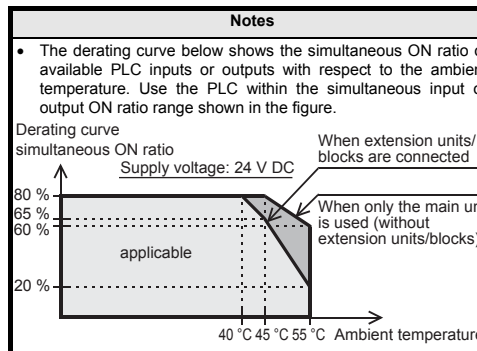 Notes
• The derating curve below shows the simultaneous ON ratio
available PLC inputs or outputs with respect to the
temperature. Use the PLC within the simultaneous input
output ON ratio range shown in the figure.
Derating curve
simultaneous ON ratio
Supply voltage: 24 V DC
When extension units/
blocks are connected
80 %
65 %
60 %
When only the main
is used (without
extension units/blocks)
applicable
20 %
40 °C 45 °C 55 °C Ambient temperature